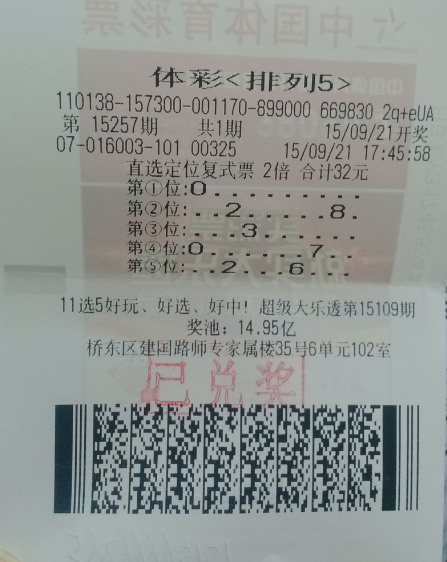 中国体育彩票
体彩<排列5>
110138-157300-001170-899000 669830 2q+eUA
第 15257期 共1期 15/09/21开奖
07-016003-101 00325 15/09/21 17:45:58
直选定位复式票 2倍 合计32元
第①位:0.........
第②位:..2.....8.
第③位:...3......
第④位:0......7..
第⑤位:..2...6...
11选5好玩、好选、好中! 超级大乐透第15109期
奖池: 14.95亿
桥东区建国路师专家属楼35号6单元102室
已兑奖